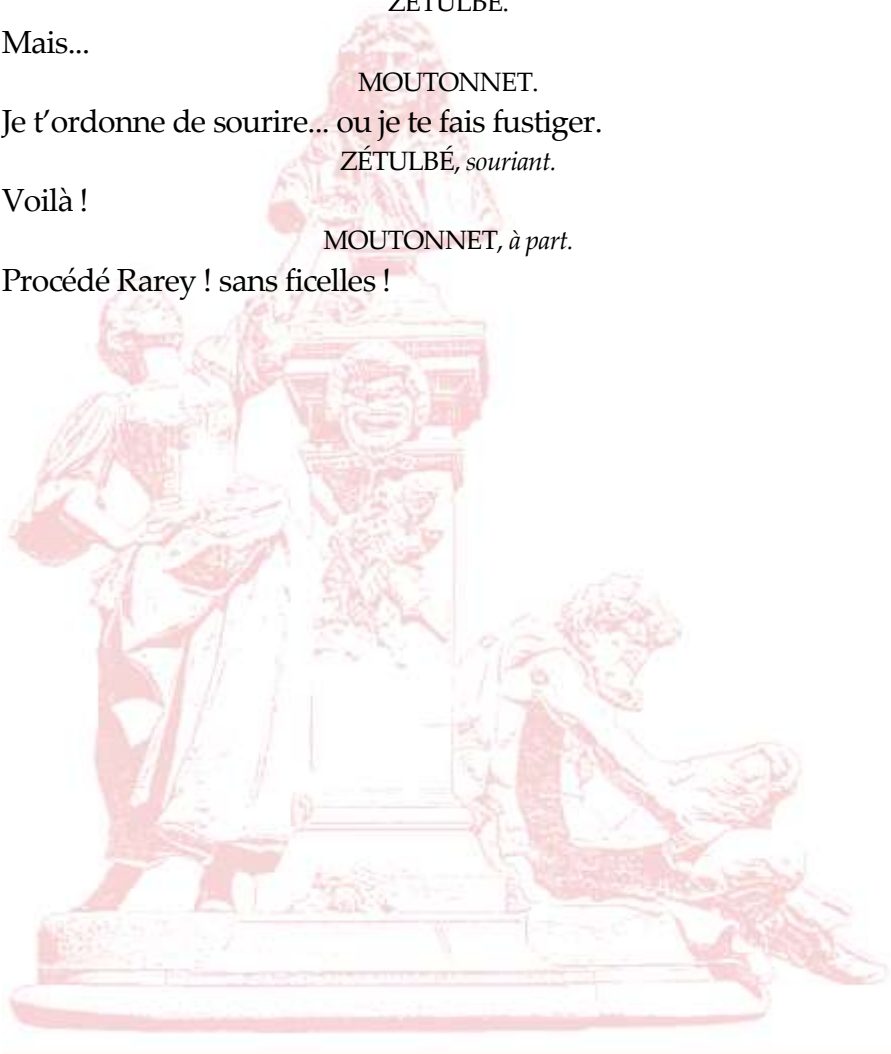 ZÉTULBÉ.
Mais...
MOUTONNET.
Je t'ordonne de sourire... ou je te fais fustiger.
ZÉTULBÉ, souriant.
Voilà !
MOUTONNET, à part.
Procédé Rarey ! sans ficelles !